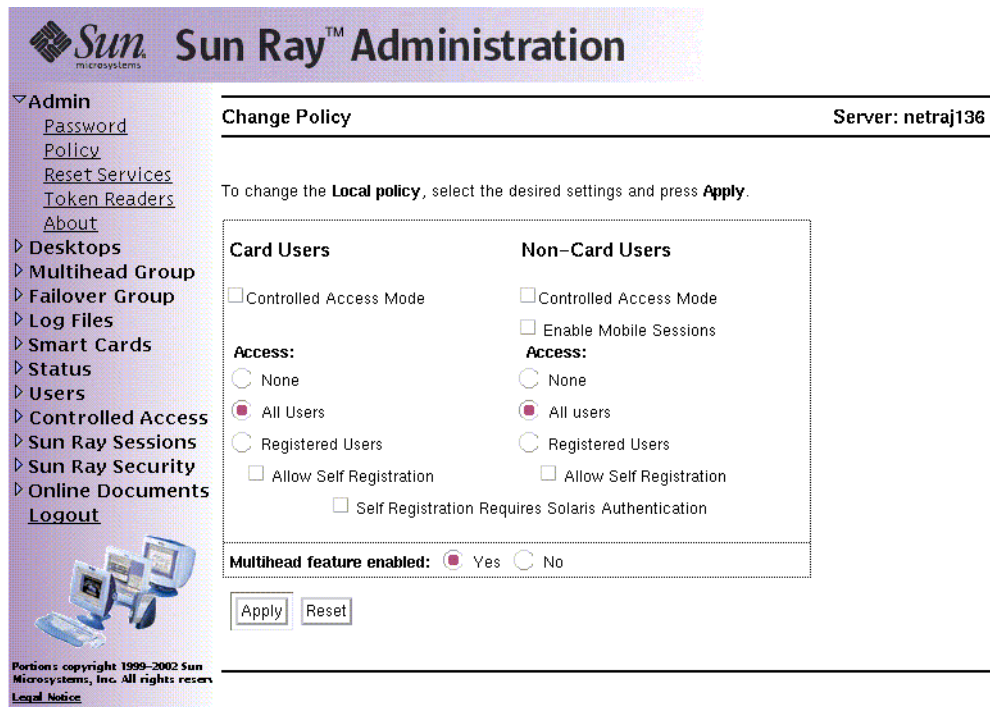 Sun
microsystems
Sun Ray™ Administration
Admin
Password
Policy
Reset Services
Token Readers
About
Desktops
Multihead Group
Failover Group
Log Files
Smart Cards
Status
Users
Controlled Access
Sun Ray Sessions
Sun Ray Security
Online Documents
Logout
Portions copyright 1999–2002 Sun
Microsystems, Inc. All rights reserv
Legal Notice
Change Policy Server: netraj136
To change the Local policy, select the desired settings and press Apply.
Card Users
Controlled Access Mode
Access:
None
All Users
Registered Users
Allow Self Registration
Non–Card Users
Controlled Access Mode
Enable Mobile Sessions
Access:
None
All users
Registered Users
Allow Self Registration
Self Registration Requires Solaris Authentication
Multihead feature enabled: Yes No
Apply Reset